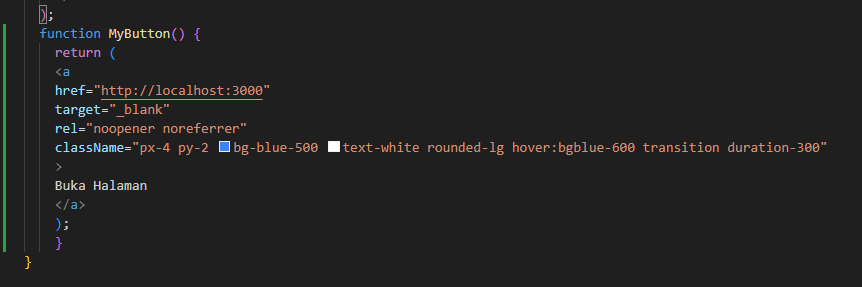 );
function MyButton() {
return (
<a
href="http://localhost:3000"
target="_blank"
rel="noopener noreferrer"
className="px-4 py-2 bg-blue-500 text-white rounded-lg hover:bgblue-600 transition duration-300"
>
Buka Halaman
</a>
);
}
}